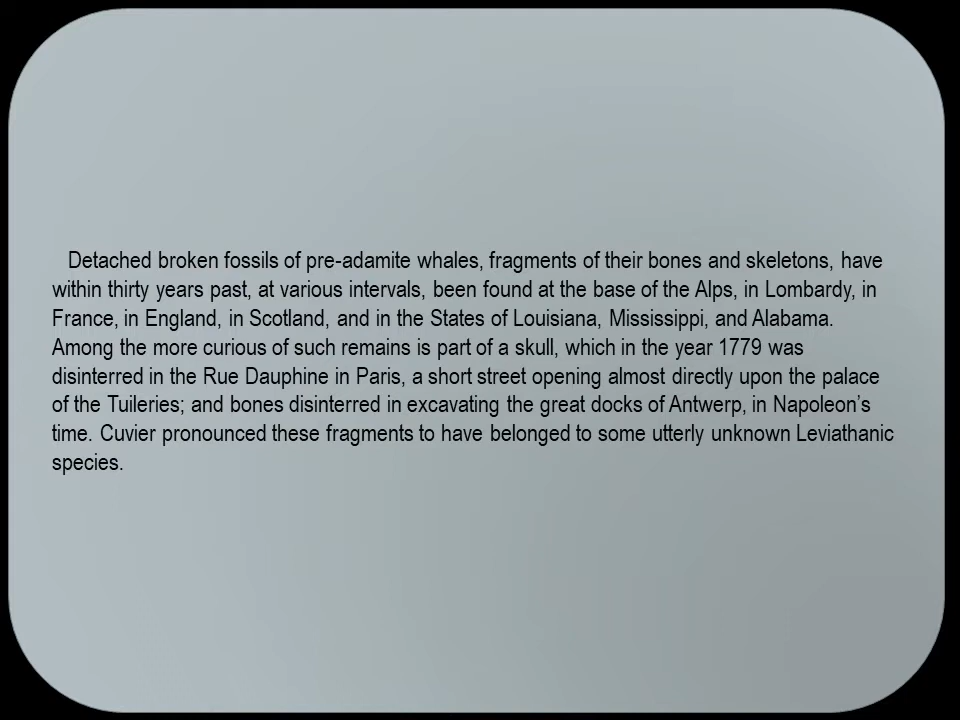 Detached broken fossils of pre-adamite whales, fragments of their bones and skeletons, have
within thirty years past, at various intervals, been found at the base of the Alps, in Lombardy, in
France, in England, in Scotland, and in the States of Louisiana, Mississippi, and Alabama.
Among the more curious of such remains is part of a skull, which in the year 1779 was
disinterred in the Rue Dauphine in Paris, a short street opening almost directly upon the palace
of the Tuileries; and bones disinterred in excavating the great docks of Antwerp, in Napoleon’s
time. Cuvier pronounced these fragments to have belonged to some utterly unknown Leviathanic
species.